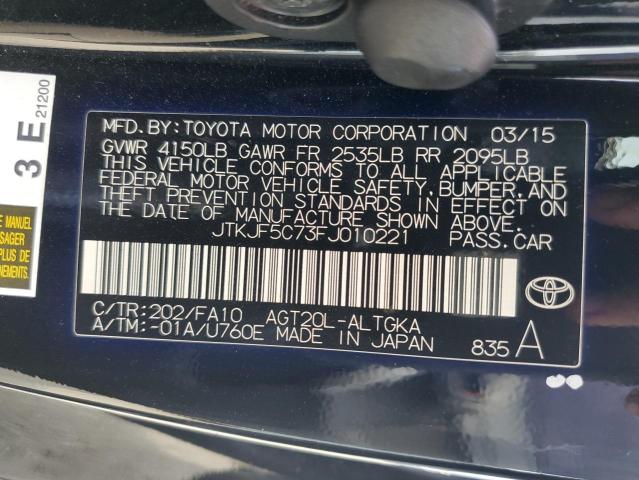 3 E
21200
E MANUEL
SAGER
PLUS DE
NEMENTS
MFD. BY: TOYOTA MOTOR CORPORATION 03/15
GVWR 4150LB GAWR FR 2535LB RR 2095LB
THIS VEHICLE CONFORMS TO ALL APPLICABLE
FEDERAL MOTOR VEHICLE SAFETY, BUMPER, AND
THEFT PREVENTION STANDARDS IN EFFECT ON
THE DATE OF MANUFACTURE SHOWN ABOVE.
JTKJF5C73FJ010221 PASS. CAR
C/TR: 202/FA10 AGT20L-ALTGKA
A/TM: -01A/U760E MADE IN JAPAN 835 A
TOYOTA